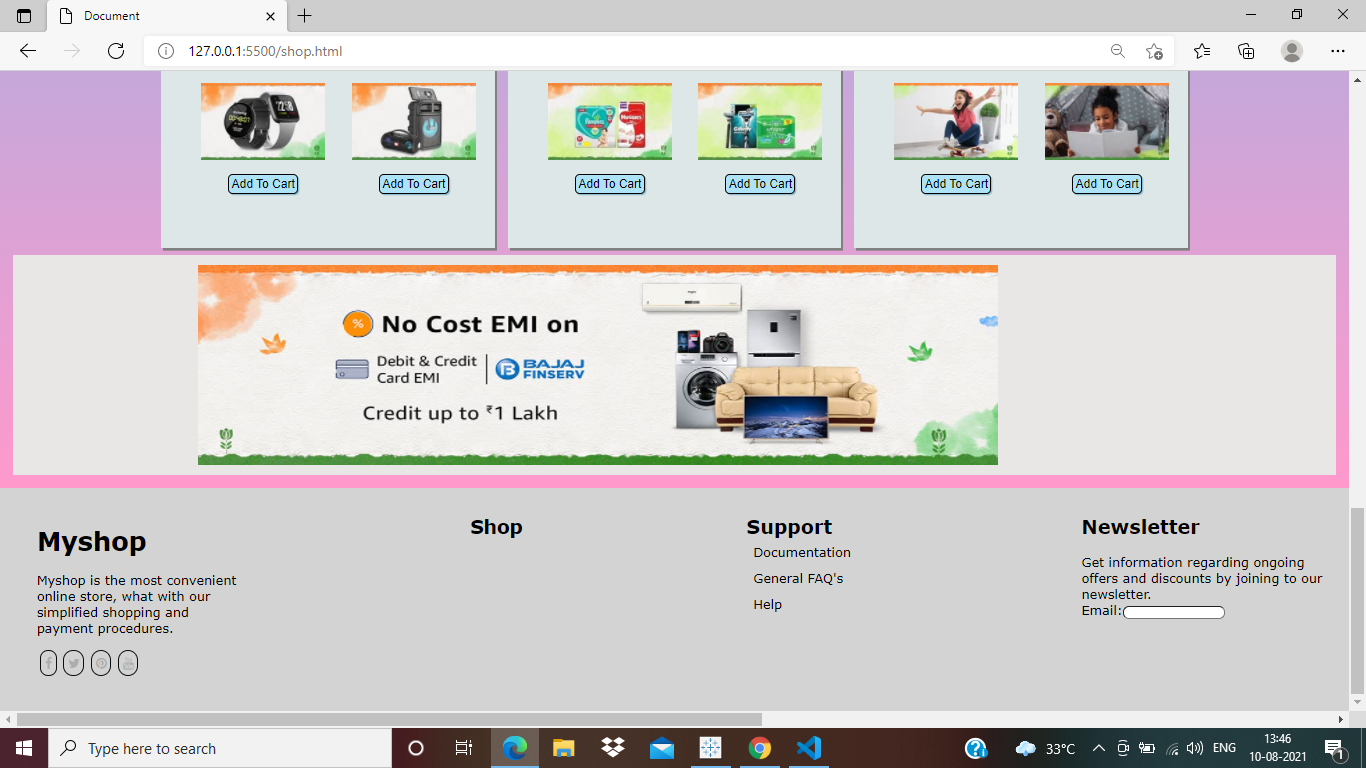 Document
127.0.0.1:5500/shop.html
Add To Cart
Add To Cart
Add To Cart
Add To Cart
Add To Cart
Add To Cart
% No Cost EMI on
Debit & Credit
Card EMI
B BAJAJ
FINSERV
Credit up to ₹1 Lakh
Myshop
Myshop is the most convenient
online store, what with our
simplified shopping and
payment procedures.
Shop
Support
Documentation
General FAQ's
Help
Newsletter
Get information regarding ongoing
offers and discounts by joining to our
newsletter.
Email:
Type here to search
33°C
ENG
13:46
10-08-2021
1